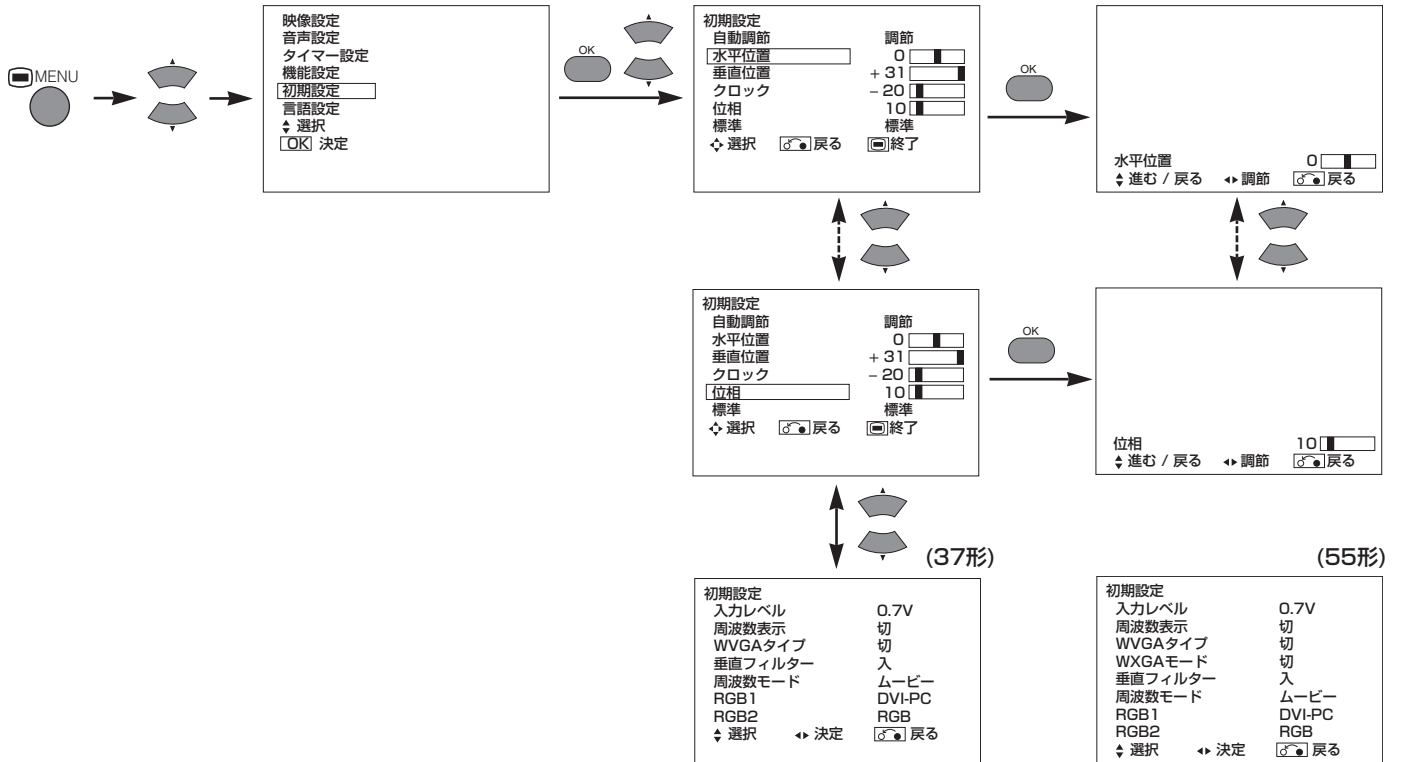 MENU
映像設定
音声設定
タイマー設定
機能設定
初期設定
言語設定
選択
OK 決定
OK
初期設定
自動調節 調節
水平位置 0
垂直位置 + 31
クロック − 20
位相 10
標準 標準
選択 戻る 終了
OK
水平位置 0
進む / 戻る 調節 戻る
初期設定
自動調節 調節
水平位置 0
垂直位置 + 31
クロック − 20
位相 10
標準 標準
選択 戻る 終了
OK
位相 10
進む / 戻る 調節 戻る
(37形)
初期設定
入力レベル 0.7V
周波数表示 切
WVGAタイプ 切
垂直フィルター 入
周波数モード ムービー
RGB1 DVI-PC
RGB2 RGB
選択 決定 戻る
(55形)
初期設定
入力レベル 0.7V
周波数表示 切
WVGAタイプ 切
WXGAモード 切
垂直フィルター 入
周波数モード ムービー
RGB1 DVI-PC
RGB2 RGB
選択 決定 戻る